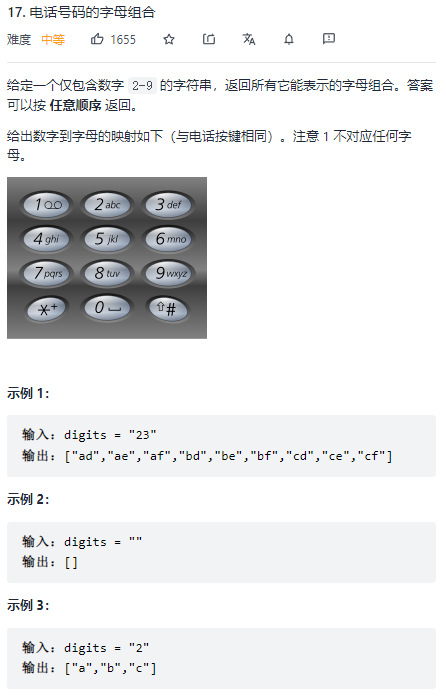 17. 电话号码的字母组合
难度 中等 1655
给定一个仅包含数字 2-9 的字符串，返回所有它能表示的字母组合。答案
可以按 任意顺序 返回。
给出数字到字母的映射如下（与电话按键相同）。注意 1 不对应任何字
母。
1 2 abc 3 def
4 ghi 5 jkl 6 mno
7 pqrs 8 tuv 9 wxyz
* + 0 #
示例 1：
输入：digits = "23"
输出：["ad","ae","af","bd","be","bf","cd","ce","cf"]
示例 2：
输入：digits = ""
输出：[]
示例 3：
输入：digits = "2"
输出：["a","b","c"]